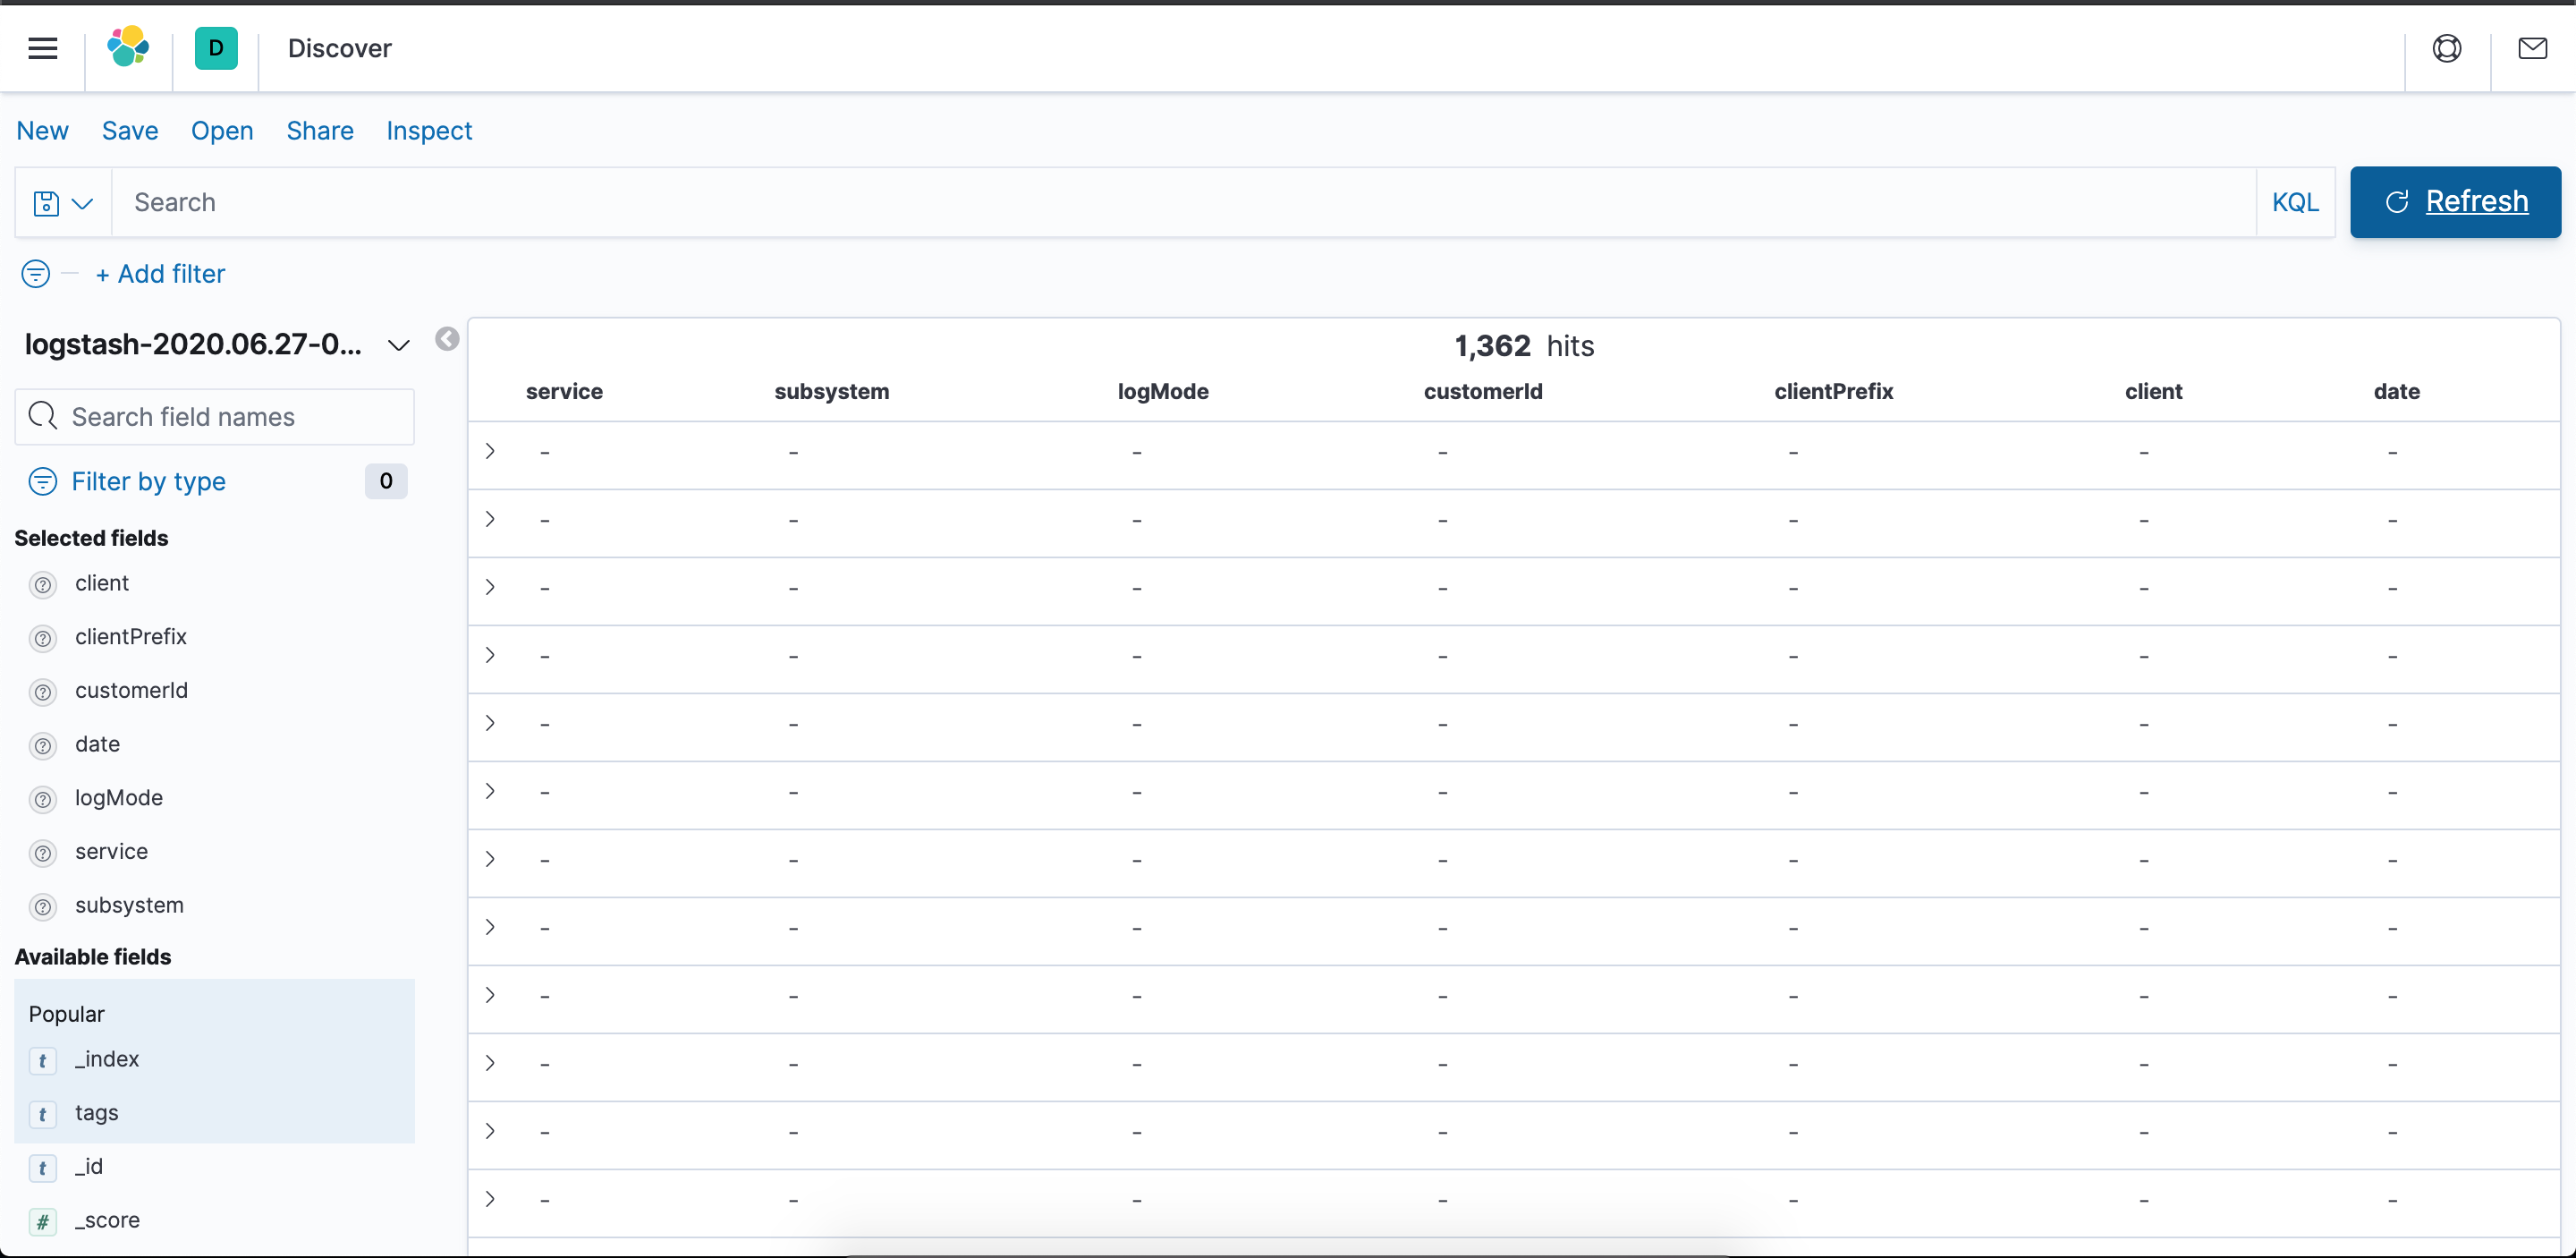 D Discover
New Save Open Share Inspect
Search KQL Refresh
+ Add filter
logstash-2020.06.27-0...
Search field names
Filter by type 0
Selected fields
? client
? clientPrefix
? customerId
? date
? logMode
? service
? subsystem
Available fields
Popular
t _index
t tags
t _id
# _score
1,362 hits
service subsystem logMode customerId clientPrefix client date
- - - - - - -
- - - - - - -
- - - - - - -
- - - - - - -
- - - - - - -
- - - - - - -
- - - - - - -
- - - - - - -
- - - - - - -
- - - - - - -
- - - - - - -
- - - - - - -